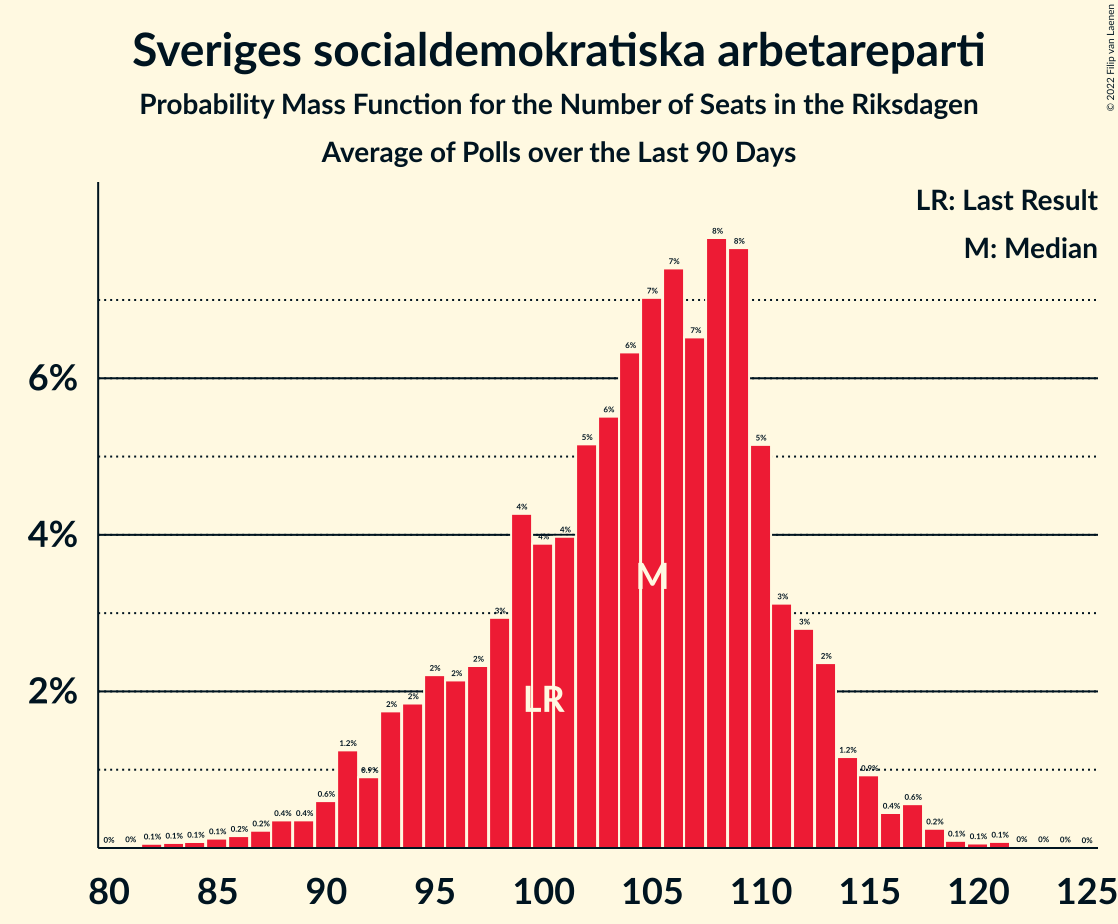 Sveriges socialdemokratiska arbetareparti
Probability Mass Function for the Number of Seats in the Riksdagen
Average of Polls over the Last 90 Days
© 2022 Filip van Laenen
LR: Last Result
M: Median
6%
4%
2%
0% 0% 0.1% 0.1% 0.1% 0.1% 0.2% 0.2% 0.4% 0.4% 0.6% 1.2% 0.9% 2% 2% 2% 2% 2% 3% 4% 4% 4% 5% 6% 6% 7% 7% 7% 8% 8% 5% 3% 3% 2% 1.2% 0.9% 0.4% 0.6% 0.2% 0.1% 0.1% 0.1% 0% 0% 0% 0%
M
LR
80 85 90 95 100 105 110 115 120 125